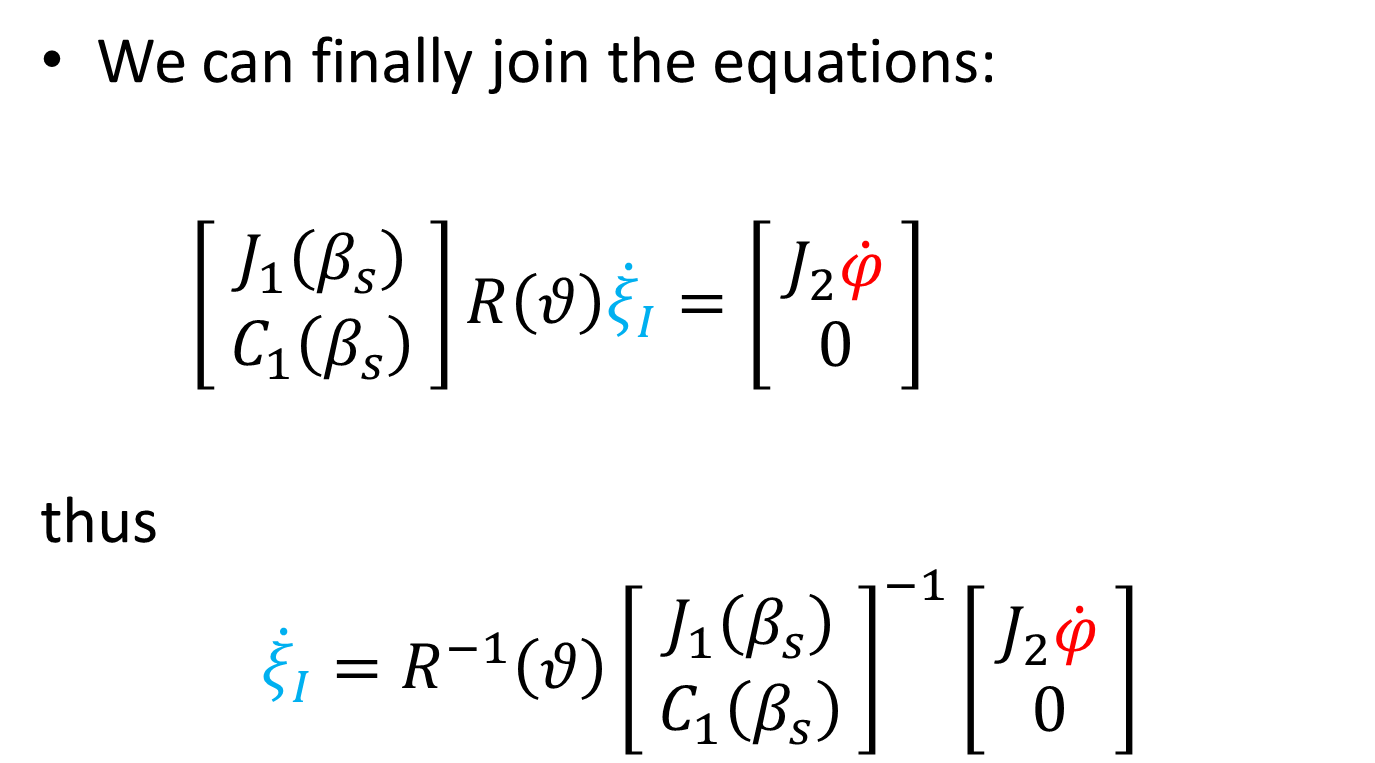 • We can finally join the equations:
[ J₁(βₛ) ; C₁(βₛ) ] R(ϑ)ξ̇_I = [ J₂φ̇ ; 0 ]
thus
ξ̇_I = R⁻¹(ϑ) [ J₁(βₛ) ; C₁(βₛ) ]⁻¹ [ J₂φ̇ ; 0 ]